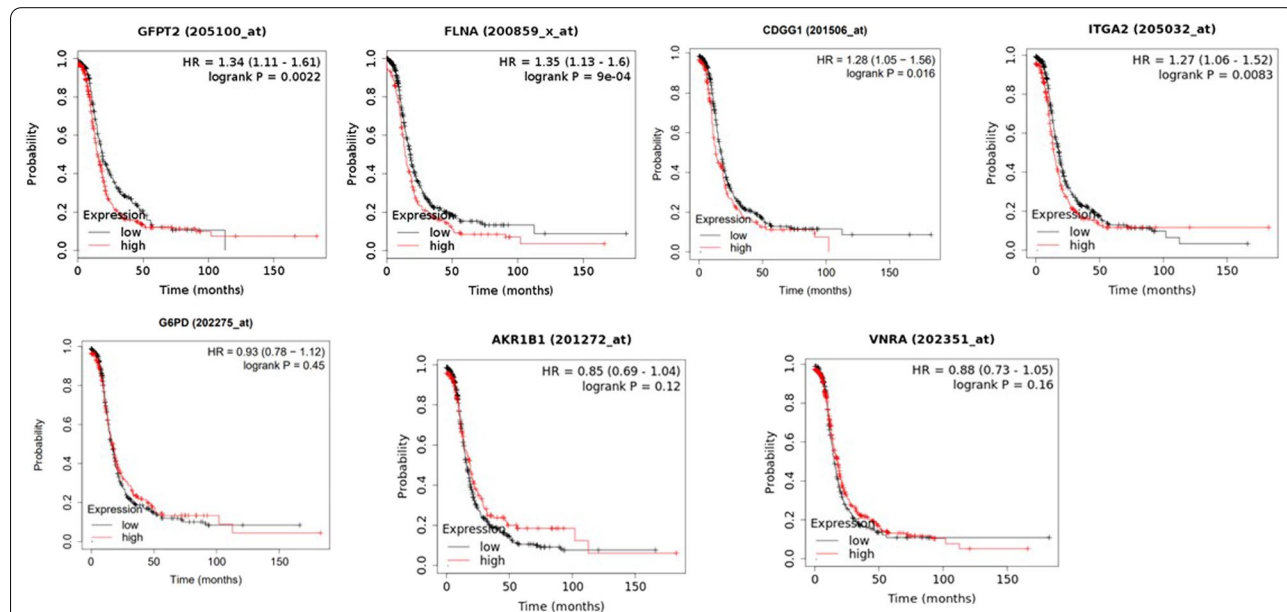 GFPT2 (205100_at)
HR = 1.34 (1.11 - 1.61)
logrank P = 0.0022
Probability
1.0
0.8
0.6
0.4
0.2
0.0
Expression
low
high
0 50 100 150
Time (months)
FLNA (200859_x_at)
HR = 1.35 (1.13 - 1.6)
logrank P = 9e-04
Probability
1.0
0.8
0.6
0.4
0.2
0.0
Expression
low
high
0 50 100 150
Time (months)
CDGG1 (201506_at)
HR = 1.28 (1.05 − 1.56)
logrank P = 0.016
Probability
1.0
0.8
0.6
0.4
0.2
0.0
Expression
low
high
0 50 100 150
Time (months)
ITGA2 (205032_at)
HR = 1.27 (1.06 - 1.52)
logrank P = 0.0083
Probability
1.0
0.8
0.6
0.4
0.2
0.0
Expression
low
high
0 50 100 150
Time (months)
G6PD (202275_at)
HR = 0.93 (0.78 − 1.12)
logrank P = 0.45
Probability
1.0
0.8
0.6
0.4
0.2
0.0
Expression
low
high
0 50 100 150
Time (months)
AKR1B1 (201272_at)
HR = 0.85 (0.69 - 1.04)
logrank P = 0.12
Probability
1.0
0.8
0.6
0.4
0.2
0.0
Expression
low
high
0 50 100 150
Time (months)
VNRA (202351_at)
HR = 0.88 (0.73 - 1.05)
logrank P = 0.16
Probability
1.0
0.8
0.6
0.4
0.2
0.0
Expression
low
high
0 50 100 150
Time (months)